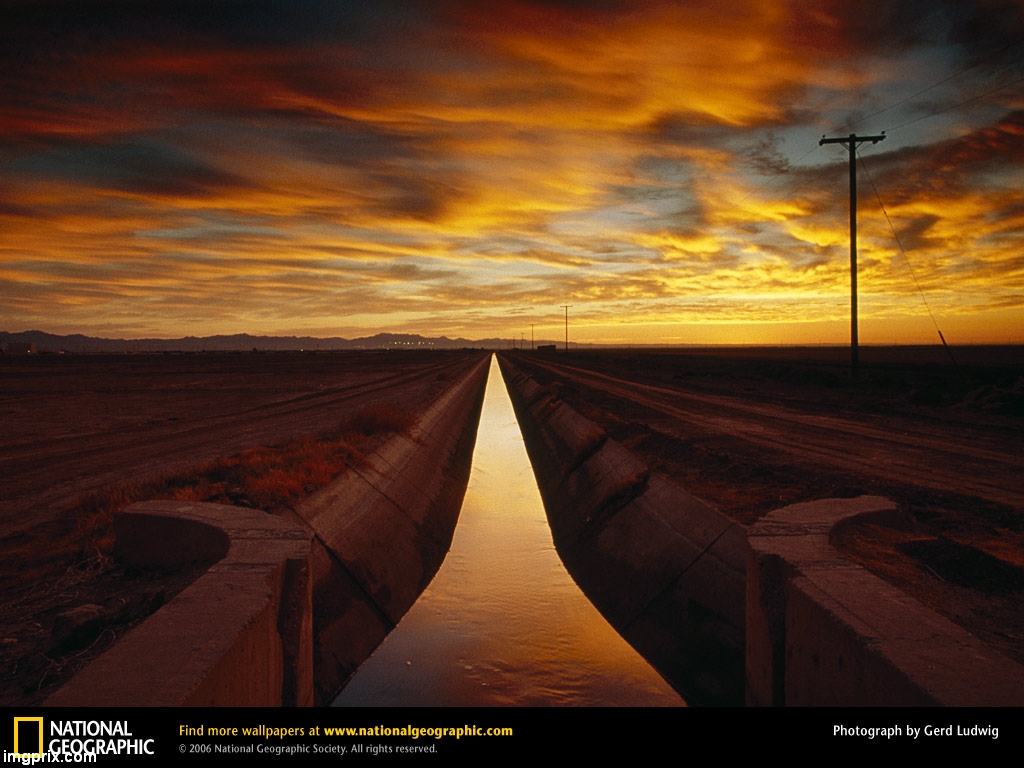 NATIONAL
GEOGRAPHIC
Find more wallpapers at www.nationalgeographic.com
© 2006 National Geographic Society. All rights reserved.
Photograph by Gerd Ludwig
imgprix.com